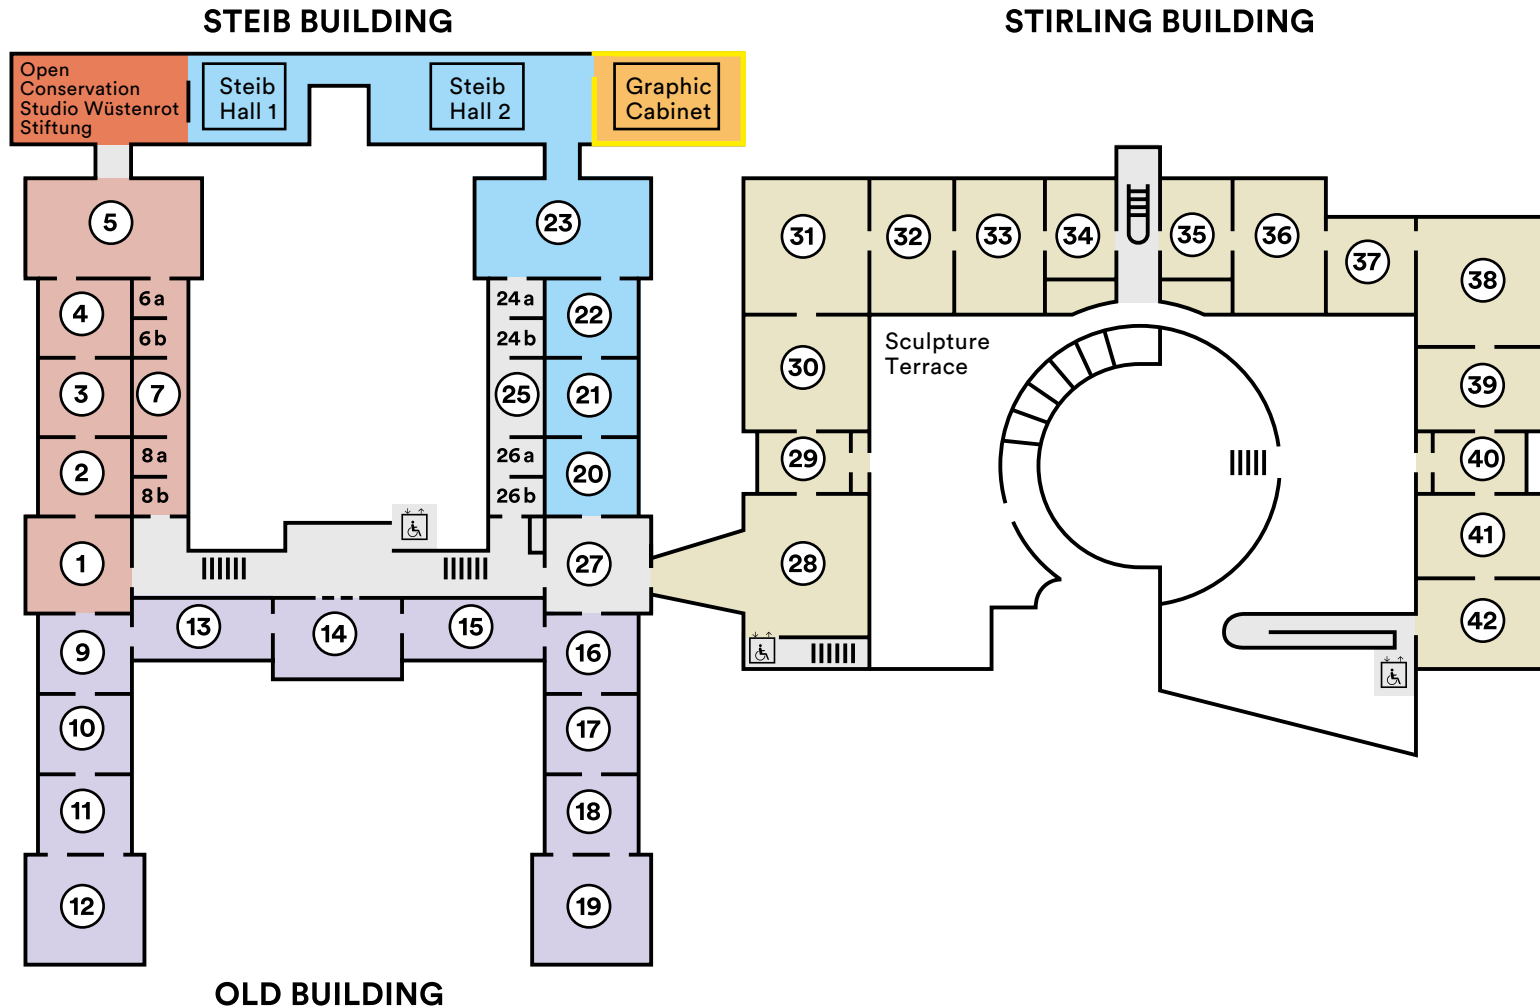 STEIB BUILDING
STIRLING BUILDING
Open
Conservation
Studio Wüstenrot
Stiftung
Steib
Hall 1
Steib
Hall 2
Graphic
Cabinet
5
23
31
32
33
34
35
36
37
38
4
6a
6b
24a
24b
22
Sculpture
Terrace
30
3
7
25
21
39
2
8a
8b
26a
26b
20
29
40
1
27
28
41
13
14
15
9
16
42
10
17
11
18
12
19
OLD BUILDING